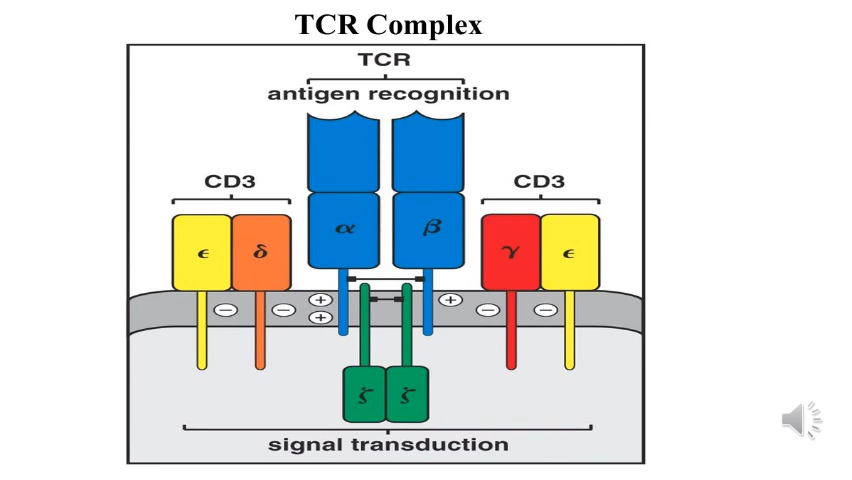 TCR Complex
TCR
antigen recognition
CD3
CD3
α
β
ϵ
δ
γ
ϵ
+
−
−
+
+
−
−
ζ
ζ
signal transduction